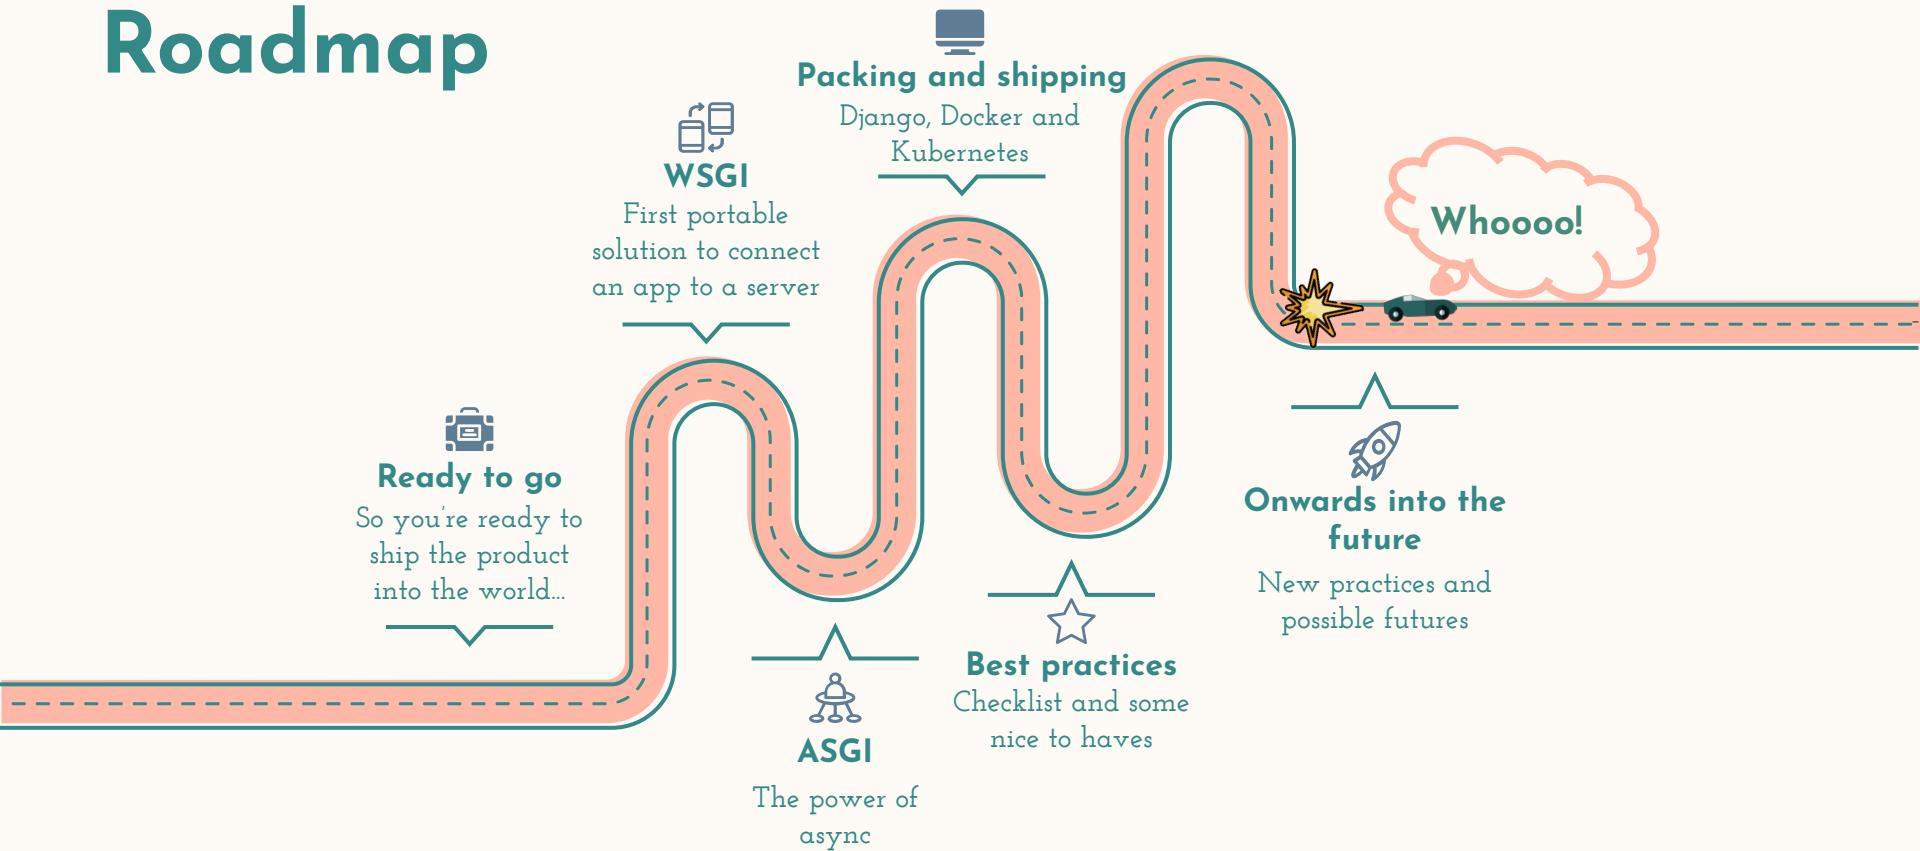 Roadmap
Ready to go
So you're ready to
ship the product
into the world...
WSGI
First portable
solution to connect
an app to a server
ASGI
The power of
async
Packing and shipping
Django, Docker and
Kubernetes
Best practices
Checklist and some
nice to haves
Whoooo!
Onwards into the
future
New practices and
possible futures